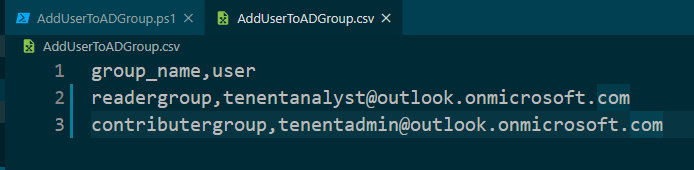 AddUserToADGroup.ps1 AddUserToADGroup.csv ×
AddUserToADGroup.csv
1 group_name,user
2 readergroup,tenentanalyst@outlook.onmicrosoft.com
3 contributergroup,tenentadmin@outlook.onmicrosoft.com